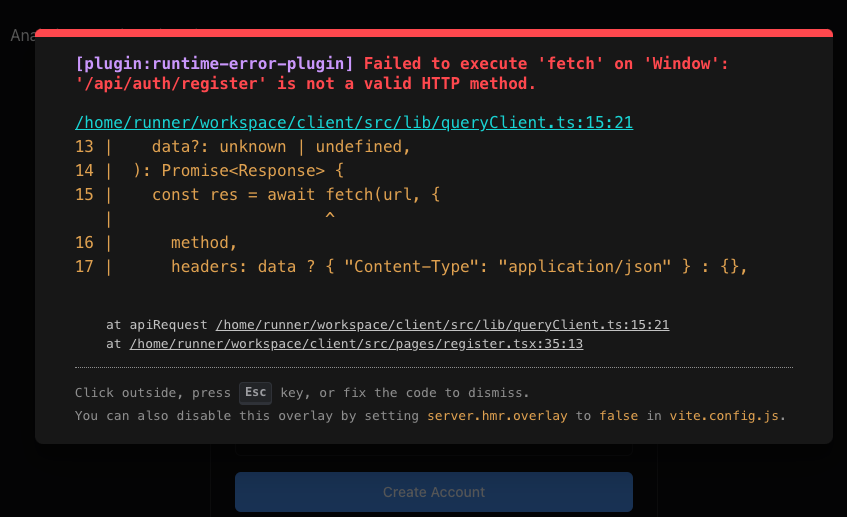 Ana
[plugin:runtime-error-plugin] Failed to execute 'fetch' on 'Window':
'/api/auth/register' is not a valid HTTP method.
/home/runner/workspace/client/src/lib/queryClient.ts:15:21
13 |    data?: unknown | undefined,
14 |  ): Promise<Response> {
15 |    const res = await fetch(url, {
   |                      ^
16 |      method,
17 |      headers: data ? { "Content-Type": "application/json" } : {},
at apiRequest /home/runner/workspace/client/src/lib/queryClient.ts:15:21
at /home/runner/workspace/client/src/pages/register.tsx:35:13
Click outside, press Esc key, or fix the code to dismiss.
You can also disable this overlay by setting server.hmr.overlay to false in vite.config.js.
Create Account